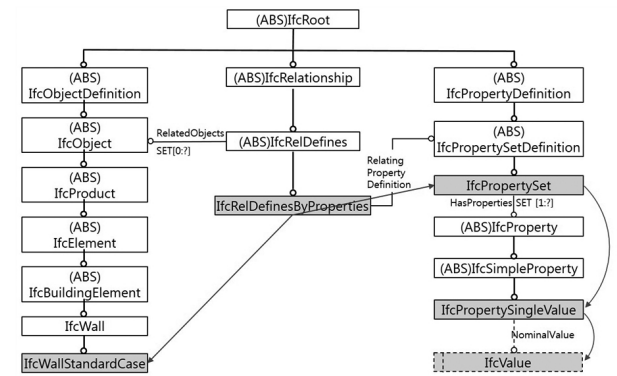 (ABS)IfcRoot
(ABS)
IfcObjectDefinition
(ABS)IfcRelationship
(ABS)
IfcPropertyDefinition
(ABS)
IfcObject
RelatedObjects
SET[0:?]
(ABS)IfcRelDefines
(ABS)
IfcPropertySetDefinition
Relating
Property
Definition
(ABS)
IfcProduct
IfcRelDefinesByProperties
IfcPropertySet
HasProperties SET [1:?]
(ABS)
IfcElement
(ABS)IfcProperty
(ABS)
IfcBuildingElement
(ABS)IfcSimpleProperty
IfcWall
IfcPropertySingleValue
NominalValue
IfcWallStandardCase
IfcValue